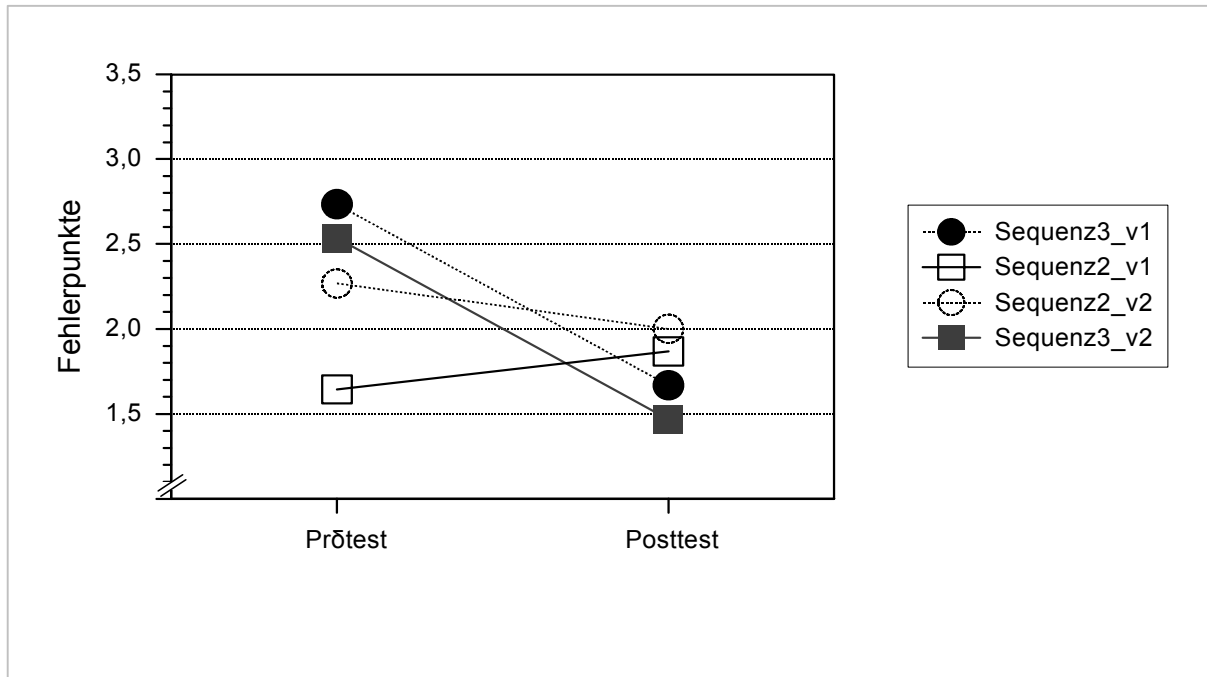 3,5
3,0
2,5
2,0
1,5
Fehlerpunkte
Prõtest
Posttest
Sequenz3_v1
Sequenz2_v1
Sequenz2_v2
Sequenz3_v2